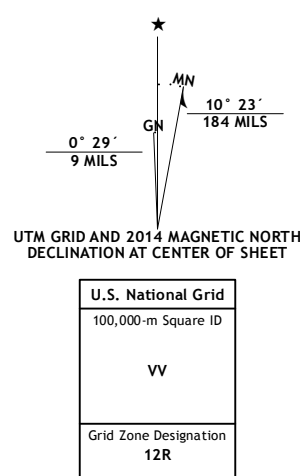 ★
MN
GN
10° 23´
184 MILS
0° 29´
9 MILS
UTM GRID AND 2014 MAGNETIC NORTH
DECLINATION AT CENTER OF SHEET
U.S. National Grid
100,000-m Square ID
VV
Grid Zone Designation
12R